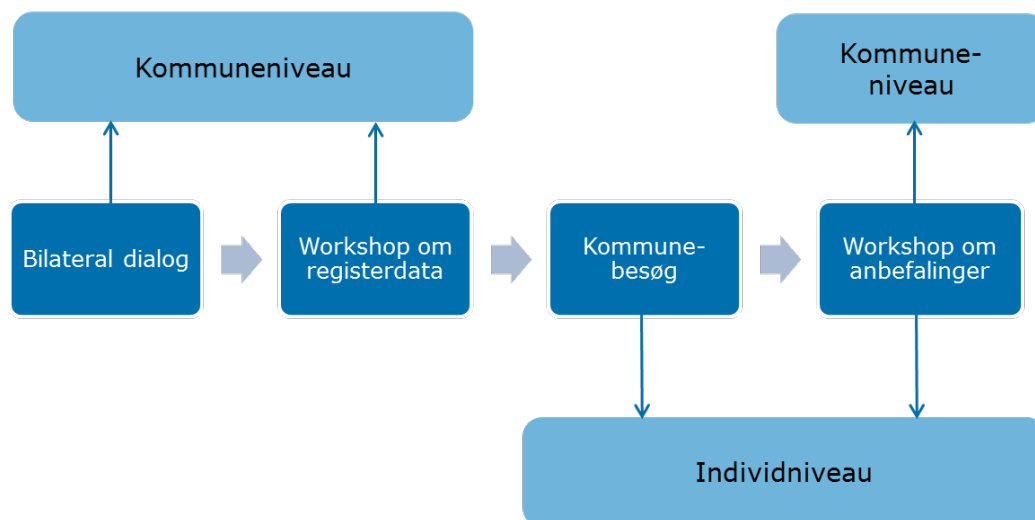 Kommuneniveau
Kommune-
niveau
Bilateral dialog
Workshop om
registerdata
Kommune-
besøg
Workshop om
anbefalinger
Individniveau